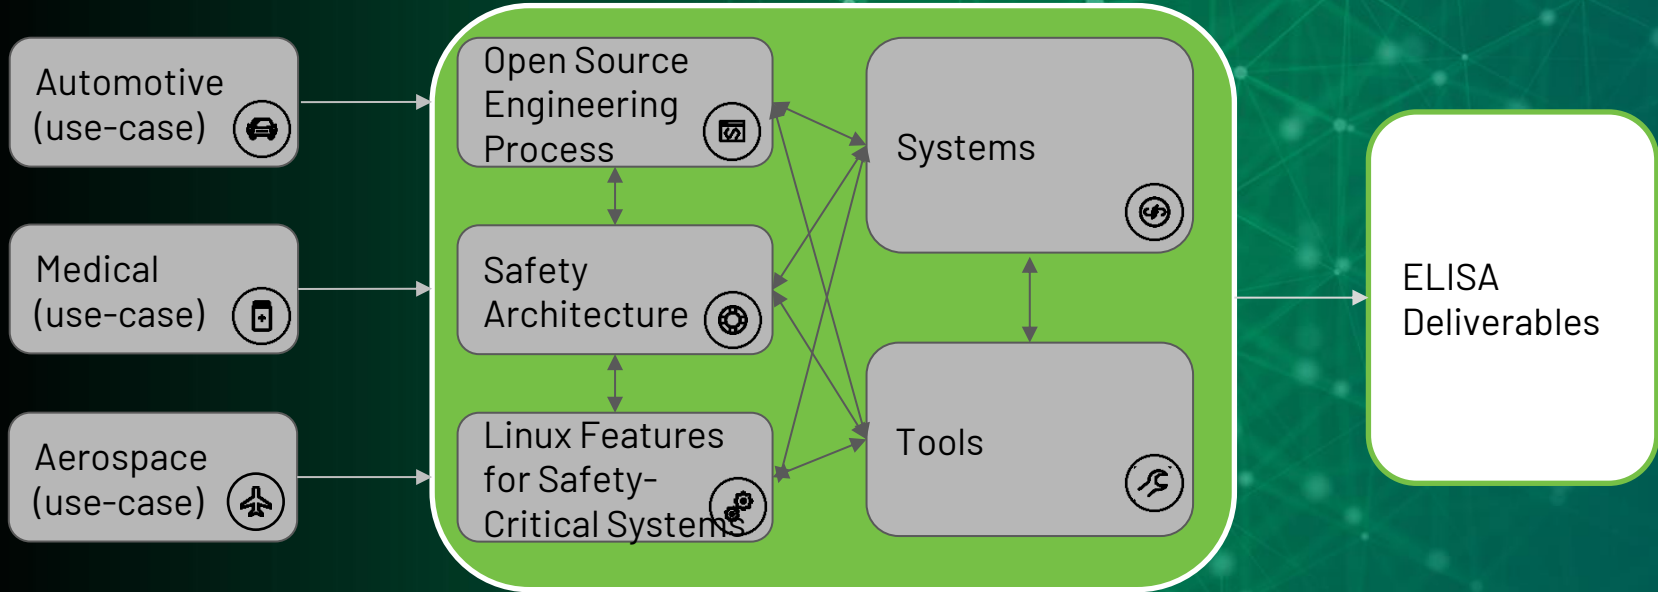 Automotive
(use-case)
Medical
(use-case)
Aerospace
(use-case)
Open Source
Engineering
Process
Safety
Architecture
Linux Features
for Safety-
Critical Systems
Systems
Tools
ELISA
Deliverables